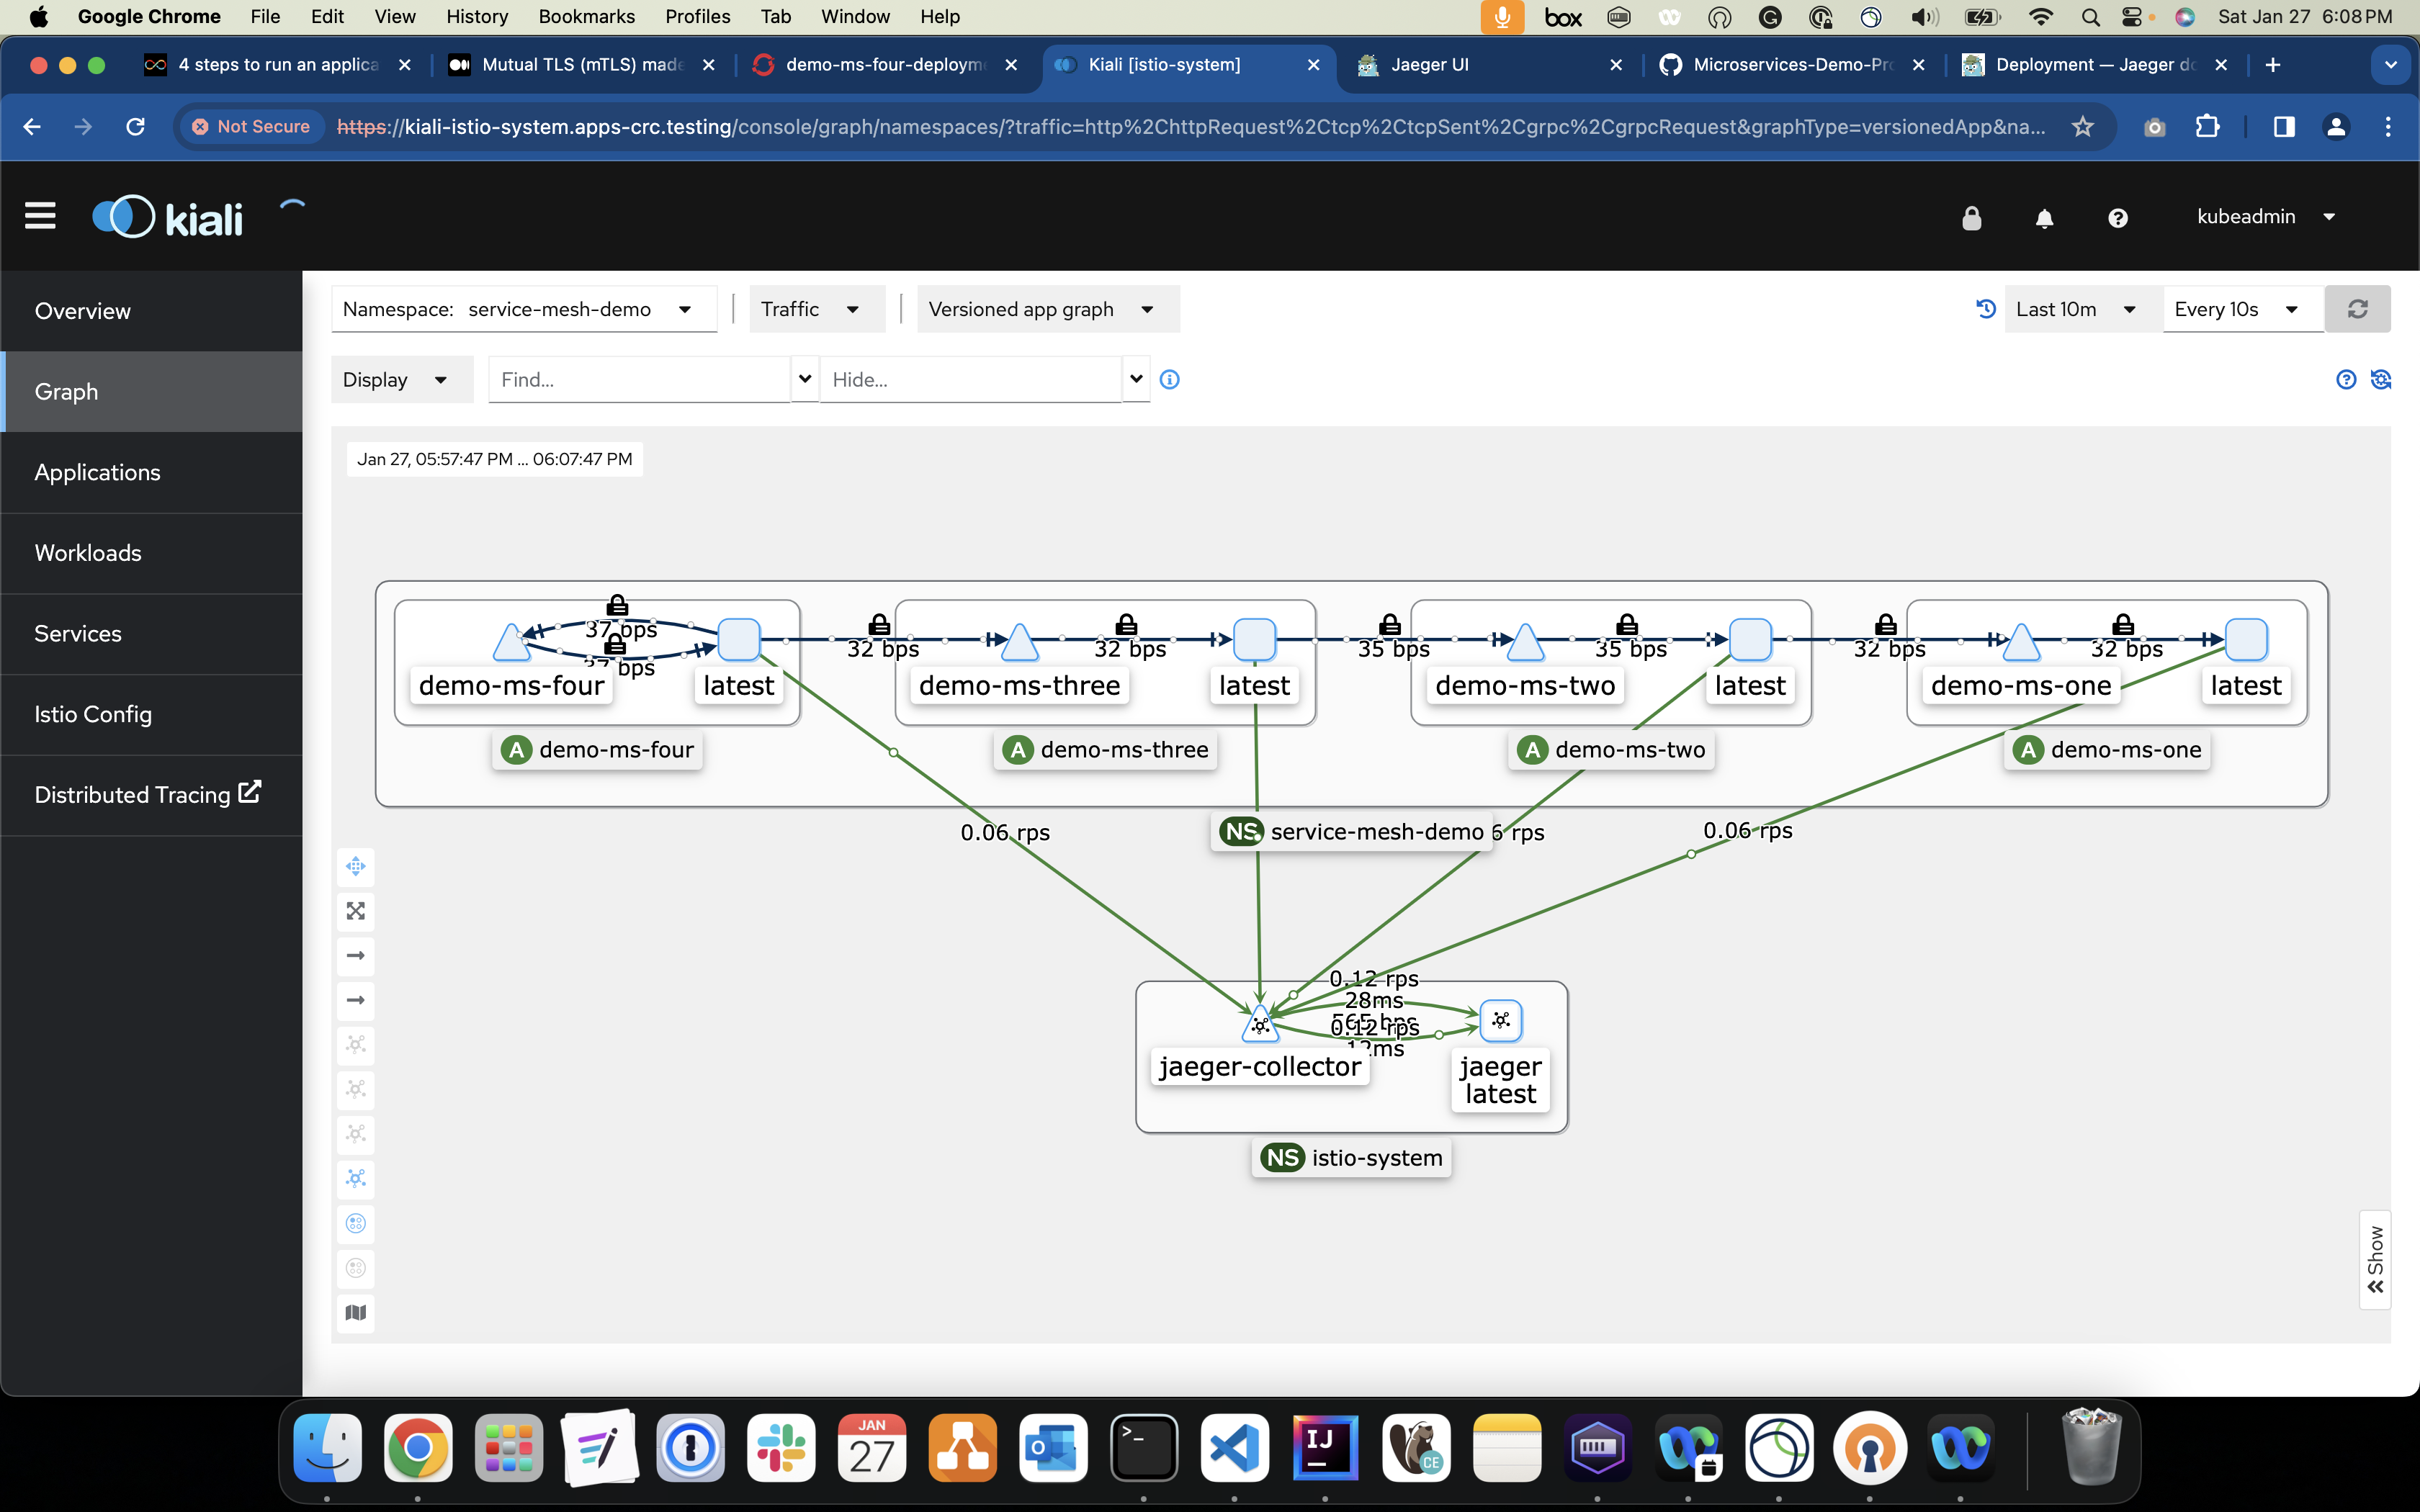 Google Chrome File Edit View History Bookmarks Profiles Tab Window Help
box
Sat Jan 27 6:08 PM
4 steps to run an applica
Mutual TLS (mTLS) made
demo-ms-four-deploym
Kiali [istio-system]
Jaeger UI
Microservices-Demo-Pro
Deployment — Jaeger do
Not Secure https://kiali-istio-system.apps-crc.testing/console/graph/namespaces/?traffic=http%2ChttpRequest%2Ctcp%2CtcpSent%2Cgrpc%2CgrpcRequest&graphType=versionedApp&na...
kiali
kubeadmin
Overview
Graph
Applications
Workloads
Services
Istio Config
Distributed Tracing
Namespace: service-mesh-demo
Traffic
Versioned app graph
Last 10m
Every 10s
Display
Find...
Hide...
Jan 27, 05:57:47 PM ... 06:07:47 PM
37 bps
37 bps
32 bps
32 bps
35 bps
35 bps
32 bps
32 bps
demo-ms-four
latest
demo-ms-three
latest
demo-ms-two
latest
demo-ms-one
latest
A demo-ms-four
A demo-ms-three
A demo-ms-two
A demo-ms-one
0.06 rps
NS service-mesh-demo
6 rps
0.06 rps
0.12 rps
28ms
0.12 rps
12ms
jaeger-collector
jaeger
latest
NS istio-system
Show
JAN
27
IJ
CE